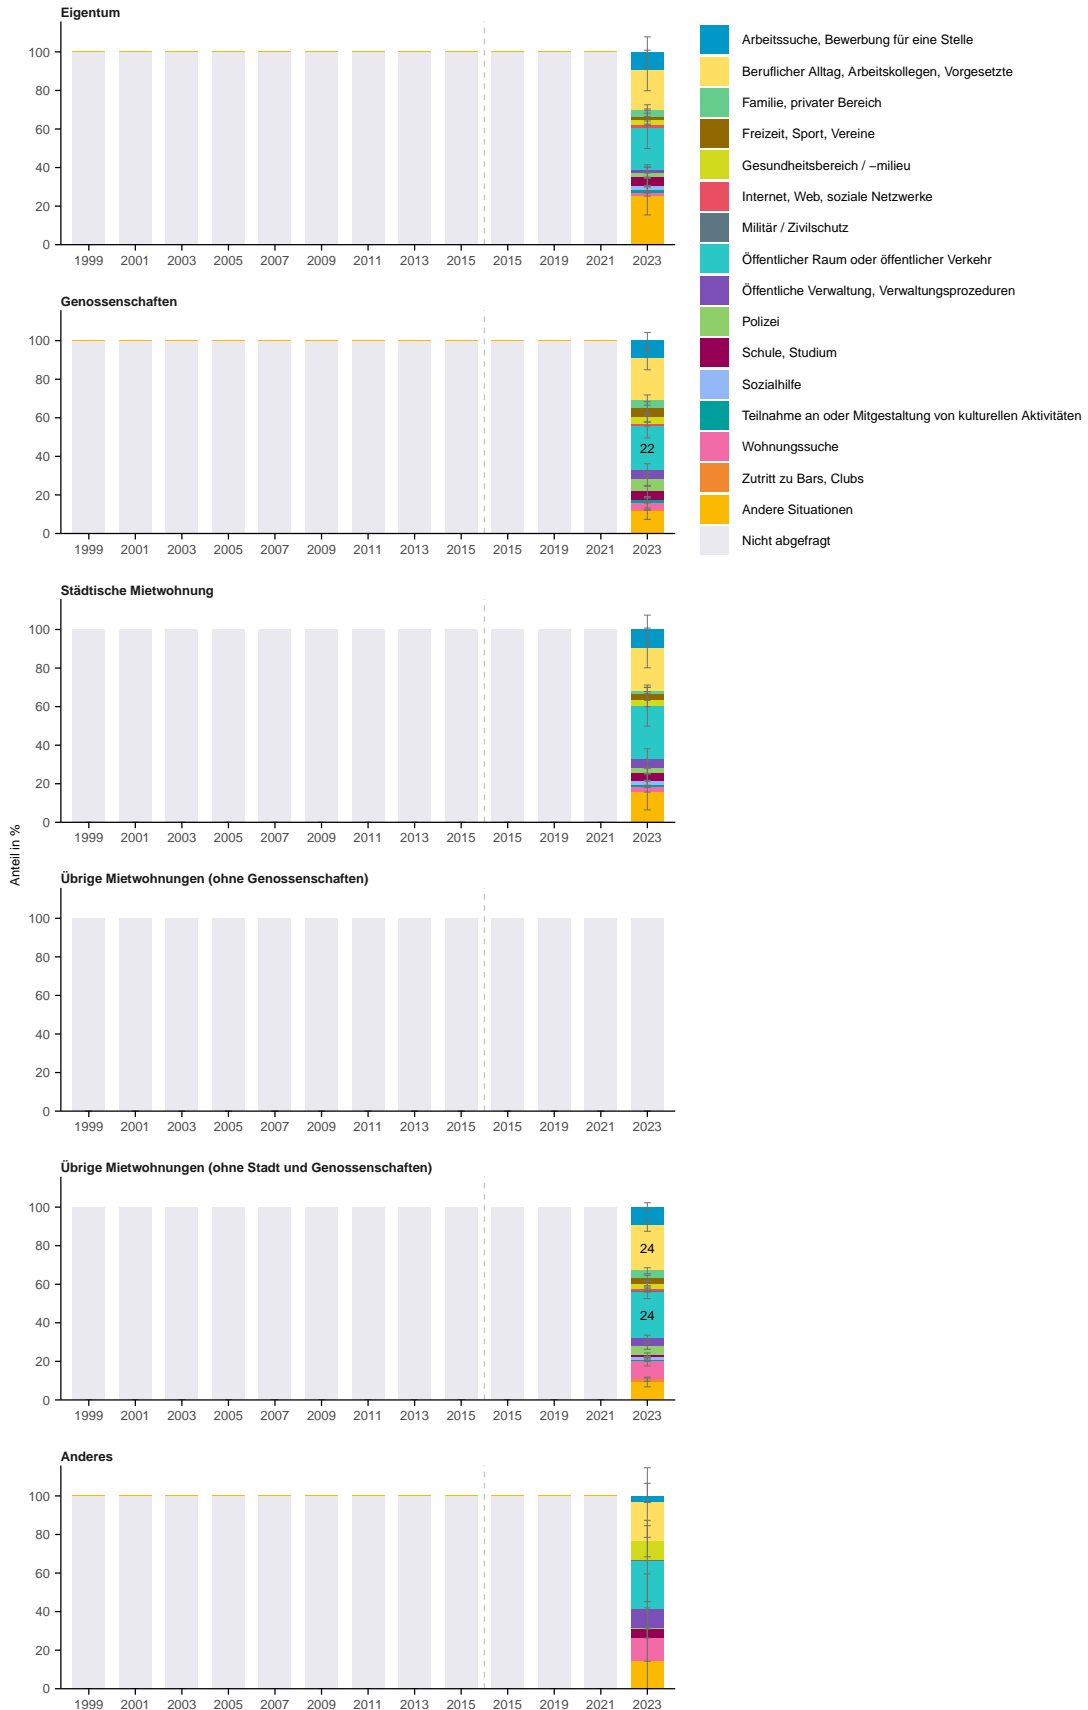 Eigentum
100
80
60
40
20
0
1999 2001 2003 2005 2007 2009 2011 2013 2015 2015 2019 2021 2023
Arbeitssuche, Bewerbung für eine Stelle
Beruflicher Alltag, Arbeitskollegen, Vorgesetzte
Familie, privater Bereich
Freizeit, Sport, Vereine
Gesundheitsbereich / −milieu
Internet, Web, soziale Netzwerke
Militär / Zivilschutz
Öffentlicher Raum oder öffentlicher Verkehr
Öffentliche Verwaltung, Verwaltungsprozeduren
Polizei
Schule, Studium
Sozialhilfe
Teilnahme an oder Mitgestaltung von kulturellen Aktivitäten
Wohnungssuche
Zutritt zu Bars, Clubs
Andere Situationen
Nicht abgefragt
Genossenschaften
100
80
60
40
20
0
22
1999 2001 2003 2005 2007 2009 2011 2013 2015 2015 2019 2021 2023
Städtische Mietwohnung
100
80
60
40
20
0
1999 2001 2003 2005 2007 2009 2011 2013 2015 2015 2019 2021 2023
Anteil in %
Übrige Mietwohnungen (ohne Genossenschaften)
100
80
60
40
20
0
1999 2001 2003 2005 2007 2009 2011 2013 2015 2015 2019 2021 2023
Übrige Mietwohnungen (ohne Stadt und Genossenschaften)
100
80
60
40
20
0
24
24
1999 2001 2003 2005 2007 2009 2011 2013 2015 2015 2019 2021 2023
Anderes
100
80
60
40
20
0
1999 2001 2003 2005 2007 2009 2011 2013 2015 2015 2019 2021 2023